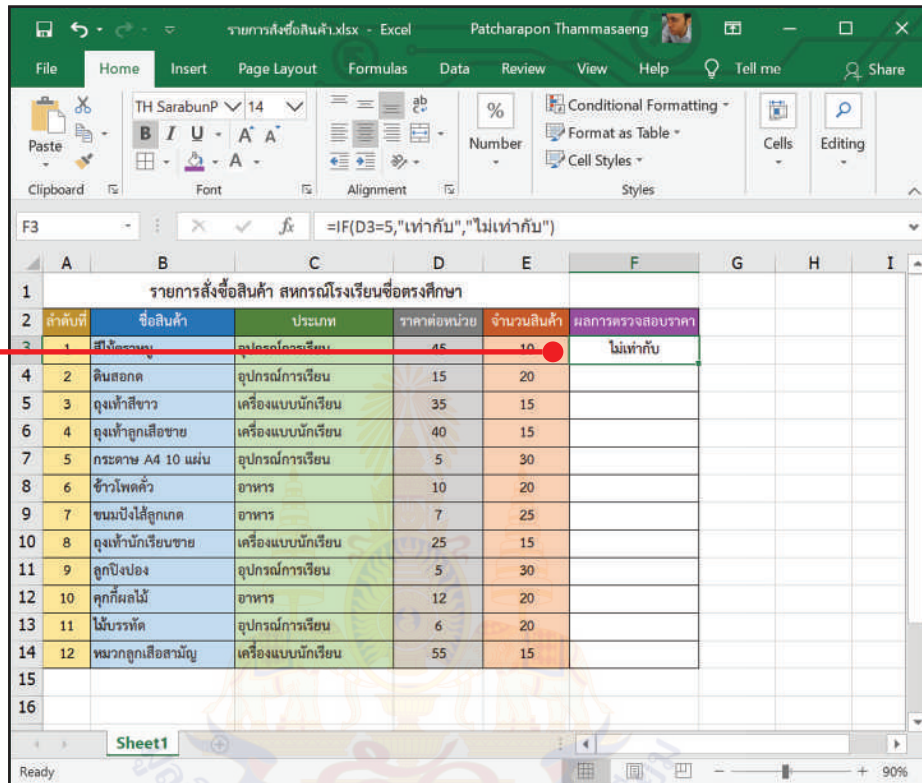 รายการสั่งซื้อสินค้า.xlsx - Excel Patcharapon Thammasaeng
File Home Insert Page Layout Formulas Data Review View Help Tell me Share
Paste
Clipboard
TH SarabunP 14
B I U A A
A
Font
ab
Alignment
%
Number
Conditional Formatting
Format as Table
Cell Styles
Styles
Cells
Editing
F3 fx =IF(D3=5,"เท่ากับ","ไม่เท่ากับ")
A B C D E F G H I
1 รายการสั่งซื้อสินค้า สหกรณ์โรงเรียนซื่อตรงศึกษา
2 ลำดับที่ ชื่อสินค้า ประเภท ราคาต่อหน่วย จำนวนสินค้า ผลการตรวจสอบราคา
3 1 สีไม้ตราหมู อุปกรณ์การเรียน 45 10 ไม่เท่ากับ
4 2 ดินสอกด อุปกรณ์การเรียน 15 20
5 3 ถุงเท้าสีขาว เครื่องแบบนักเรียน 35 15
6 4 ถุงเท้าลูกเสือชาย เครื่องแบบนักเรียน 40 15
7 5 กระดาษ A4 10 แผ่น อุปกรณ์การเรียน 5 30
8 6 ข้าวโพดคั่ว อาหาร 10 20
9 7 ขนมปังไส้ลูกเกด อาหาร 7 25
10 8 ถุงเท้านักเรียนชาย เครื่องแบบนักเรียน 25 15
11 9 ลูกปิงปอง อุปกรณ์การเรียน 5 30
12 10 คุกกี้ผลไม้ อาหาร 12 20
13 11 ไม้บรรทัด อุปกรณ์การเรียน 6 20
14 12 หมวกลูกเสือสามัญ เครื่องแบบนักเรียน 55 15
15
16
Sheet1
Ready 90%